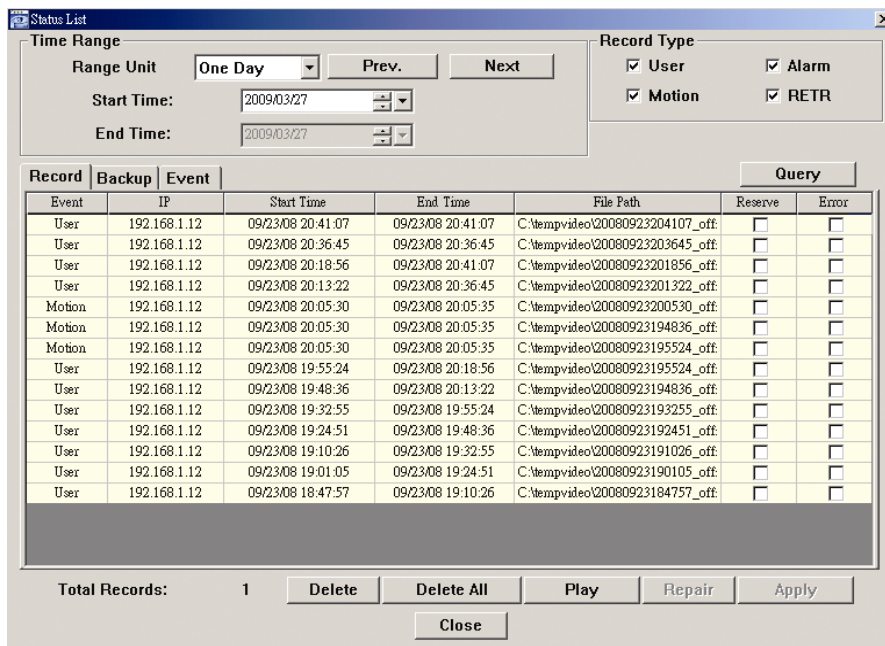 Status List
Time Range
Range Unit One Day Prev. Next
Start Time: 2009/03/27
End Time: 2009/03/27
Record Type
User Alarm
Motion RETR
Record Backup Event Query
Event IP Start Time End Time File Path Reserve Error
User 192.168.1.12 09/23/08 20:41:07 09/23/08 20:41:07 C:\tempvideo\20080923204107_off:
User 192.168.1.12 09/23/08 20:36:45 09/23/08 20:36:45 C:\tempvideo\20080923203645_off:
User 192.168.1.12 09/23/08 20:18:56 09/23/08 20:41:07 C:\tempvideo\20080923201856_off:
User 192.168.1.12 09/23/08 20:13:22 09/23/08 20:36:45 C:\tempvideo\20080923201322_off:
Motion 192.168.1.12 09/23/08 20:05:30 09/23/08 20:05:35 C:\tempvideo\20080923200530_off:
Motion 192.168.1.12 09/23/08 20:05:30 09/23/08 20:05:35 C:\tempvideo\20080923194836_off:
Motion 192.168.1.12 09/23/08 20:05:30 09/23/08 20:05:35 C:\tempvideo\20080923195524_off:
User 192.168.1.12 09/23/08 19:55:24 09/23/08 20:18:56 C:\tempvideo\20080923195524_off:
User 192.168.1.12 09/23/08 19:48:36 09/23/08 20:13:22 C:\tempvideo\20080923194836_off:
User 192.168.1.12 09/23/08 19:32:55 09/23/08 19:55:24 C:\tempvideo\20080923193255_off:
User 192.168.1.12 09/23/08 19:24:51 09/23/08 19:48:36 C:\tempvideo\20080923192451_off:
User 192.168.1.12 09/23/08 19:10:26 09/23/08 19:32:55 C:\tempvideo\20080923191026_off:
User 192.168.1.12 09/23/08 19:01:05 09/23/08 19:24:51 C:\tempvideo\20080923190105_off:
User 192.168.1.12 09/23/08 18:47:57 09/23/08 19:10:26 C:\tempvideo\20080923184757_off:
Total Records: 1 Delete Delete All Play Repair Apply
Close